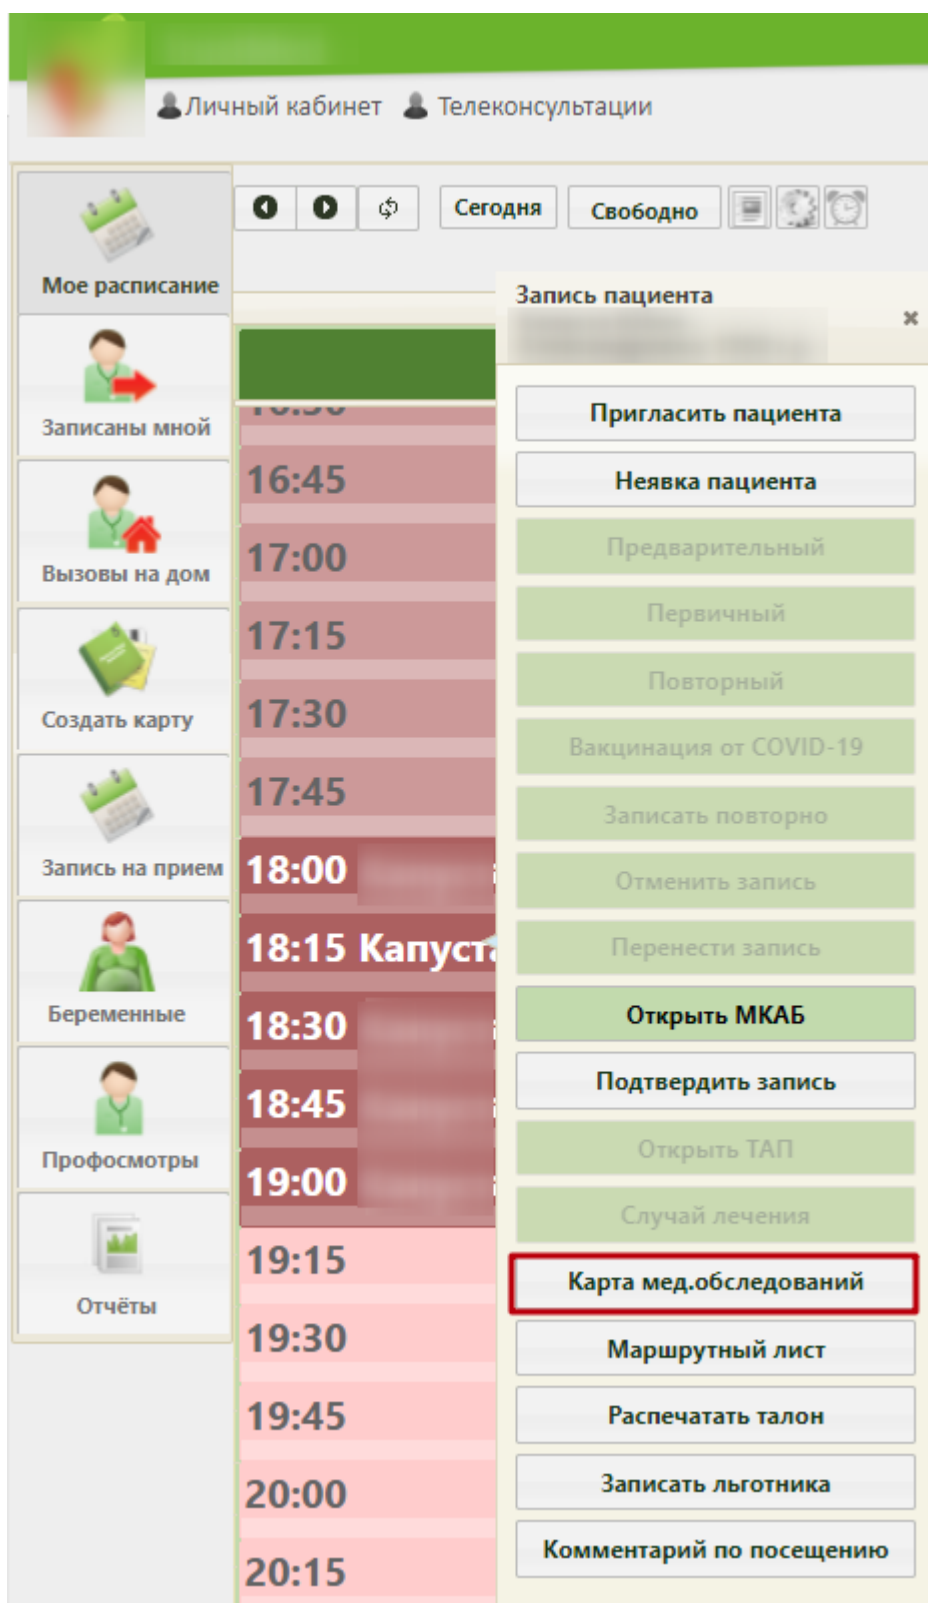 Личный кабинет Телеконсультации
Сегодня Свободно
Мое расписание
Записаны мной
Вызовы на дом
Создать карту
Запись на прием
Беременные
Профосмотры
Отчёты
16:45
17:00
17:15
17:30
17:45
18:00
18:15
18:30
18:45
19:00
19:15
19:30
19:45
20:00
20:15
Запись пациента
Пригласить пациента
Неявка пациента
Предварительный
Первичный
Повторный
Вакцинация от COVID-19
Записать повторно
Отменить запись
Перенести запись
Открыть МКАБ
Подтвердить запись
Открыть ТАП
Случай лечения
Карта мед.обследований
Маршрутный лист
Распечатать талон
Записать льготника
Комментарий по посещению